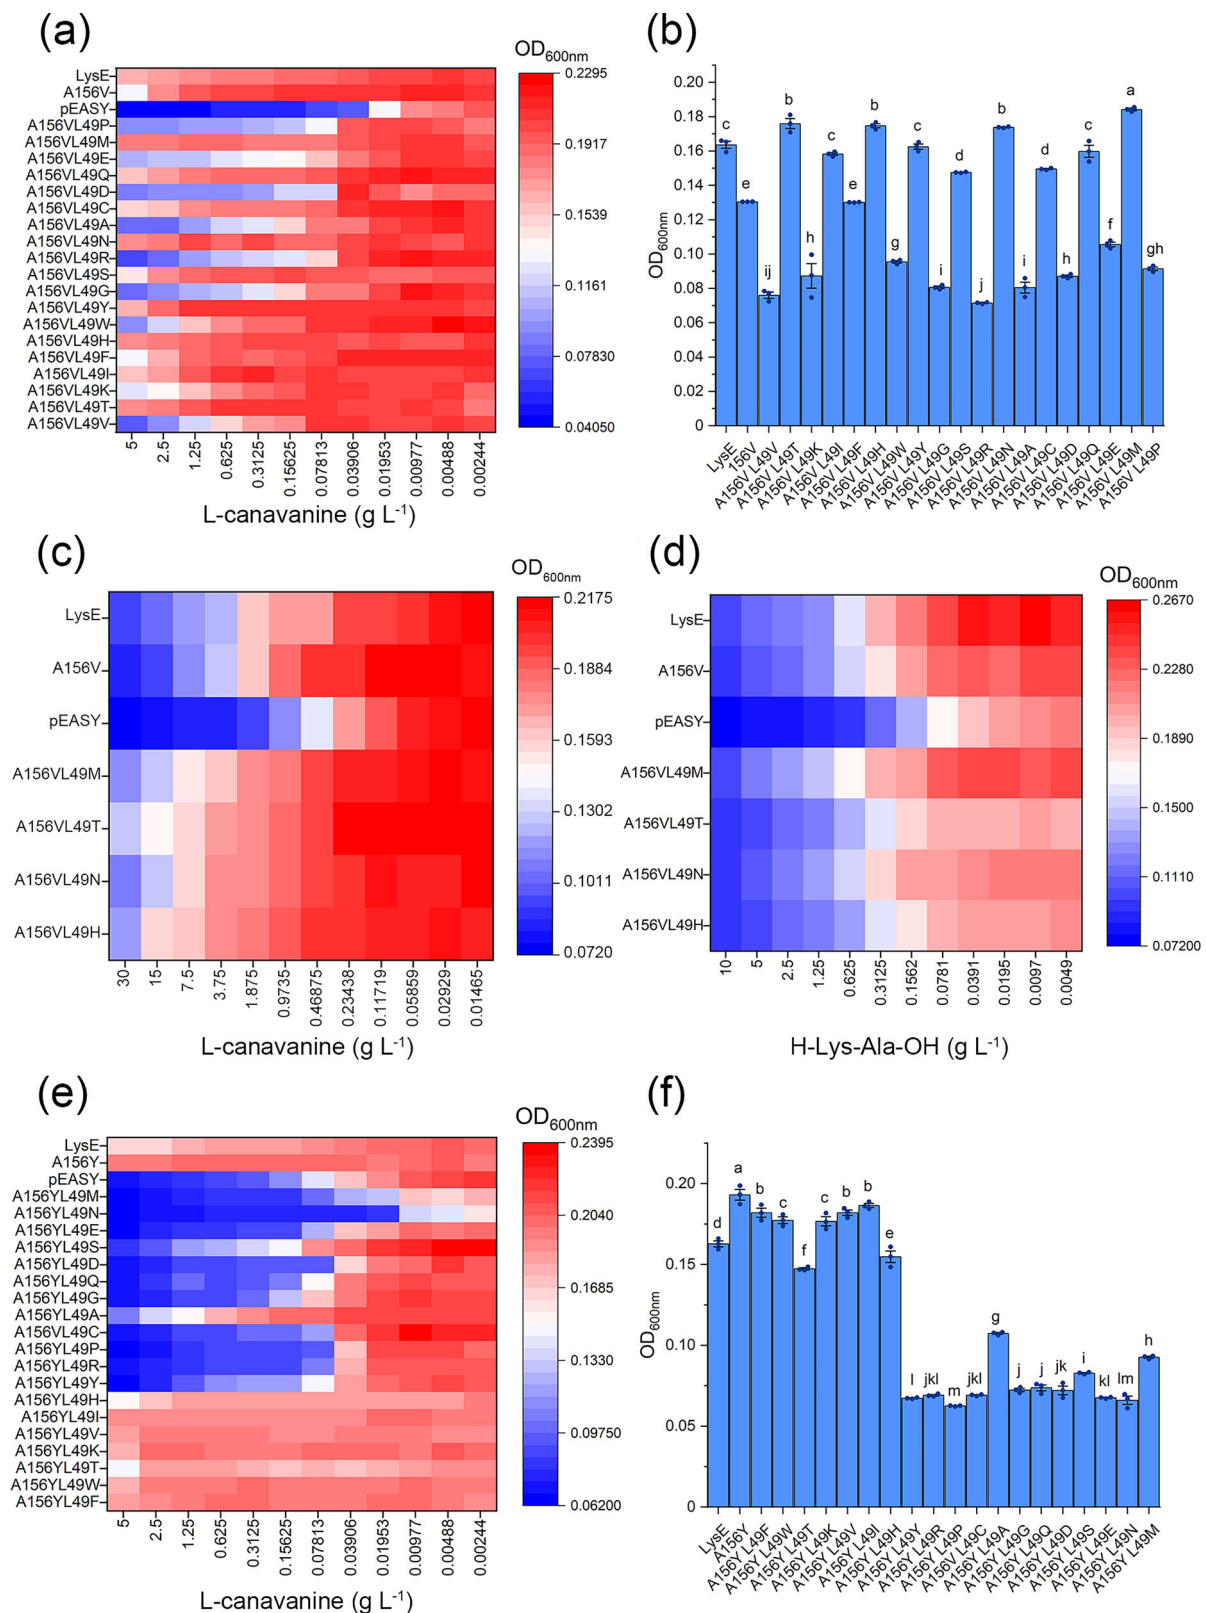 (a)
OD600nm
LysE
A156V
pEASY
A156VL49P
A156VL49M
A156VL49E
A156VL49Q
A156VL49D
A156VL49C
A156VL49A
A156VL49N
A156VL49R
A156VL49S
A156VL49G
A156VL49Y
A156VL49W
A156VL49H
A156VL49F
A156VL49I
A156VL49K
A156VL49T
A156VL49V
5 2.5 1.25 0.625 0.3125 0.15625 0.07813 0.03906 0.01953 0.00977 0.00488 0.00244
L-canavanine (g L-1)
0.2295
0.1917
0.1539
0.1161
0.07830
0.04050
(b)
OD600nm
0.20
0.18
0.16
0.14
0.12
0.10
0.08
0.06
0.04
0.02
0
c e ij b h c e h g c i d j b i d h c f a gh
LysE
156V
A156V L49V
A156V L49T
A156V L49K
A156V L49I
A156V L49F
A156V L49H
A156V L49W
A156V L49Y
A156V L49G
A156V L49S
A156V L49R
A156V L49N
A156V L49A
A156V L49C
A156V L49D
A156V L49Q
A156V L49E
A156V L49M
A156V L49P
(c)
OD600nm
LysE
A156V
pEASY
A156VL49M
A156VL49T
A156VL49N
A156VL49H
30 15 7.5 3.75 1.875 0.9735 0.46875 0.23438 0.11719 0.05859 0.02929 0.01465
L-canavanine (g L-1)
0.2175
0.1884
0.1593
0.1302
0.1011
0.0720
(d)
OD600nm
LysE
A156V
pEASY
A156VL49M
A156VL49T
A156VL49N
A156VL49H
10 5 2.5 1.25 0.625 0.3125 0.1562 0.0781 0.0391 0.0195 0.0097 0.0049
H-Lys-Ala-OH (g L-1)
0.2670
0.2280
0.1890
0.1500
0.1110
0.07200
(e)
OD600nm
LysE
A156Y
pEASY
A156YL49M
A156YL49N
A156YL49E
A156YL49S
A156YL49D
A156YL49Q
A156YL49G
A156YL49A
A156VL49C
A156YL49P
A156YL49R
A156YL49Y
A156YL49H
A156YL49I
A156YL49V
A156YL49K
A156YL49T
A156YL49W
A156YL49F
5 2.5 1.25 0.625 0.3125 0.15625 0.07813 0.03906 0.01953 0.00977 0.00488 0.00244
L-canavanine (g L-1)
0.2395
0.2040
0.1685
0.1330
0.09750
0.06200
(f)
OD600nm
0.20
0.15
0.10
0.05
0
d a b c f c b b e l jkl m jkl g j j jk i kl lm h
LysE
A156Y
A156Y L49F
A156Y L49W
A156Y L49T
A156Y L49K
A156Y L49V
A156Y L49I
A156Y L49H
A156Y L49Y
A156Y L49R
A156Y L49P
A156V L49C
A156Y L49A
A156Y L49G
A156Y L49Q
A156Y L49D
A156Y L49S
A156Y L49E
A156Y L49N
A156Y L49M